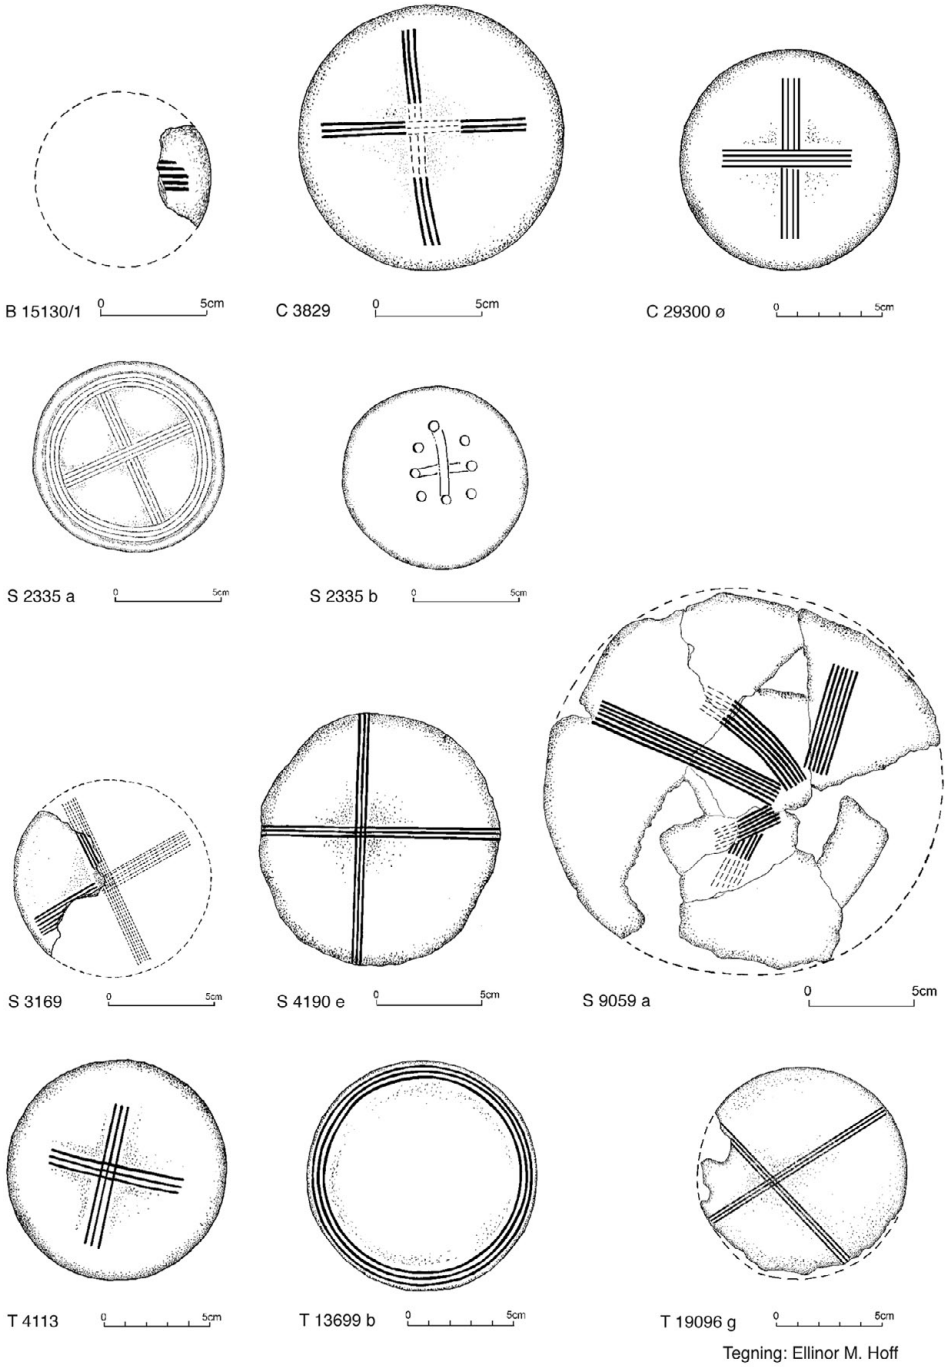 B 15130/1 0 5cm C 3829 0 5cm C 29300 ø 0 5cm
S 2335 a 0 5cm S 2335 b 0 5cm
S 3169 0 5cm S 4190 e 0 5cm S 9059 a 0 5cm
T 4113 0 5cm T 13699 b 0 5cm T 19096 g 0 5cm
Tegning: Ellinor M. Hoff